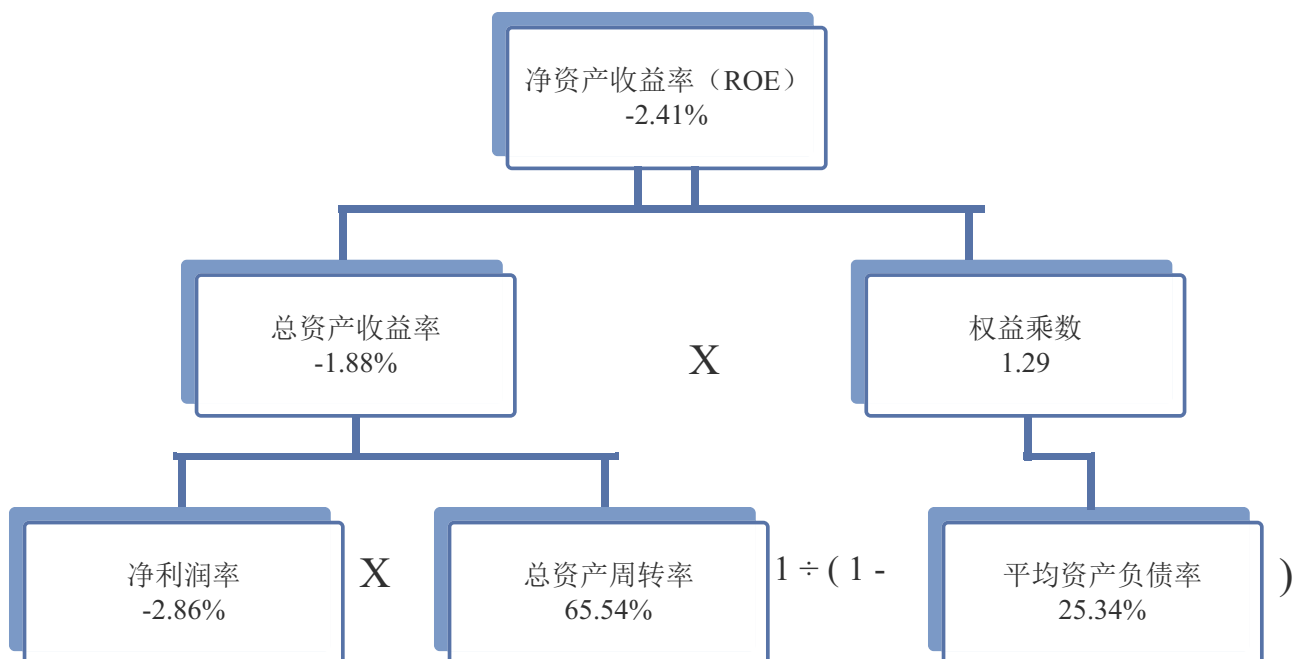 净资产收益率（ROE）
-2.41%
总资产收益率
-1.88%
X
权益乘数
1.29
净利润率
-2.86%
X
总资产周转率
65.54%
1 ÷ ( 1 -
平均资产负债率
25.34%
)